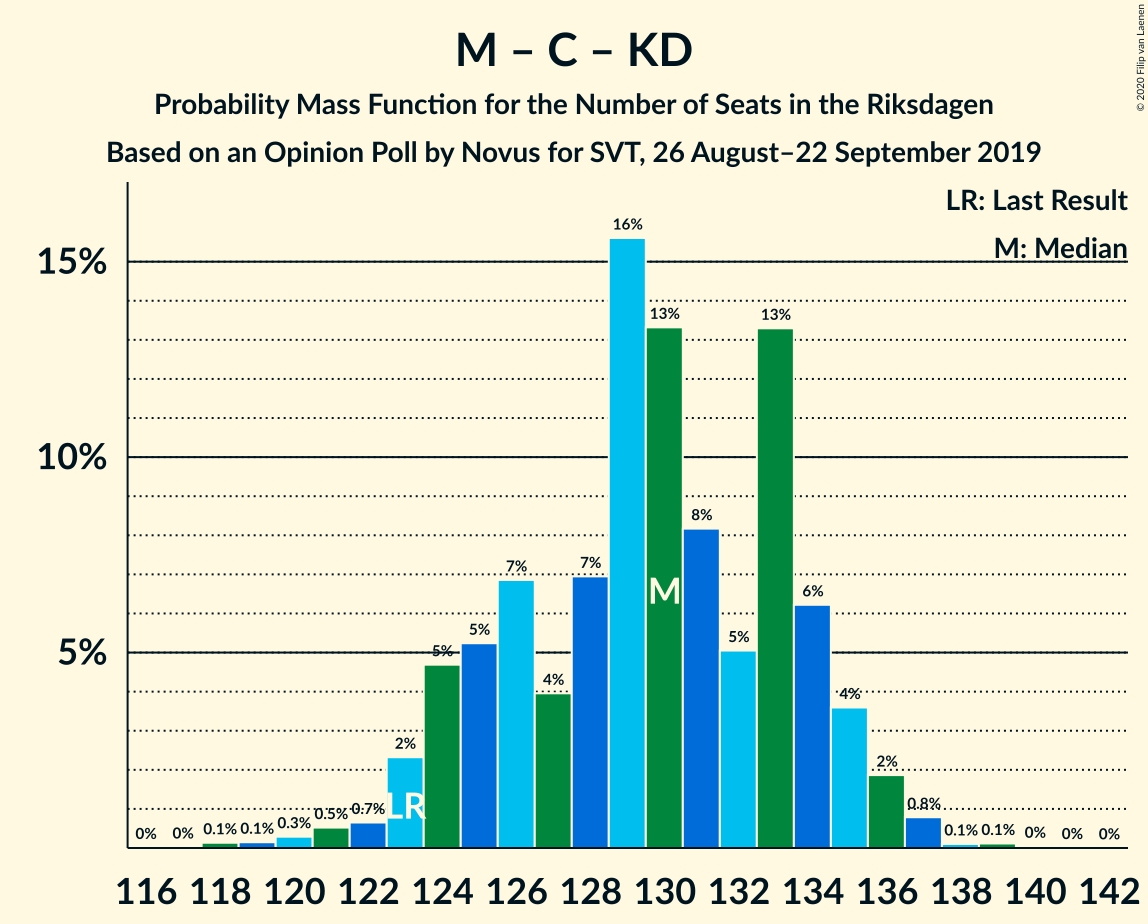 M – C – KD
Probability Mass Function for the Number of Seats in the Riksdagen
Based on an Opinion Poll by Novus for SVT, 26 August–22 September 2019
© 2020 Filip van Laenen
LR: Last Result
M: Median
15%
10%
5%
0% 0% 0.1% 0.1% 0.3% 0.5% 0.7% 2% 5% 5% 7% 4% 7% 16% 13% 8% 5% 13% 6% 4% 2% 0.8% 0.1% 0.1% 0% 0% 0%
LR
M
116 118 120 122 124 126 128 130 132 134 136 138 140 142